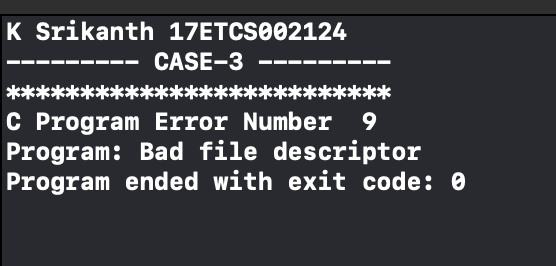 K Srikanth 17ETCS002124
--------- CASE-3 ---------
**************************
C Program Error Number  9
Program: Bad file descriptor
Program ended with exit code: 0